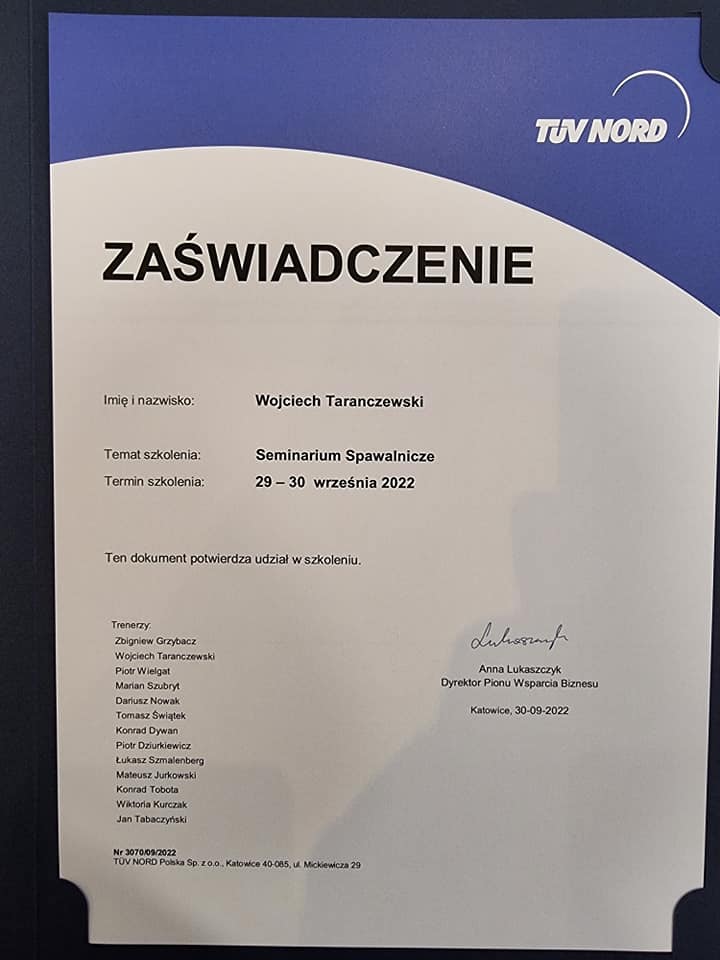 TÜV NORD
ZAŚWIADCZENIE
Imię i nazwisko: Wojciech Taranczewski
Temat szkolenia: Seminarium Spawalnicze
Termin szkolenia: 29 – 30 września 2022
Ten dokument potwierdza udział w szkoleniu.
Trenerzy:
Zbigniew Grzybacz
Wojciech Taranczewski
Piotr Wielgat
Marian Szubryt
Dariusz Nowak
Tomasz Świątek
Konrad Dywan
Piotr Dziurkiewicz
Łukasz Szmalenberg
Mateusz Jurkowski
Konrad Tobota
Wiktoria Kurczak
Jan Tabaczyński
Lukaszczyk
Anna Lukaszczyk
Dyrektor Pionu Wsparcia Biznesu
Katowice, 30-09-2022
Nr 3070/09/2022
TÜV NORD Polska Sp. z o.o., Katowice 40-085, ul. Mickiewicza 29